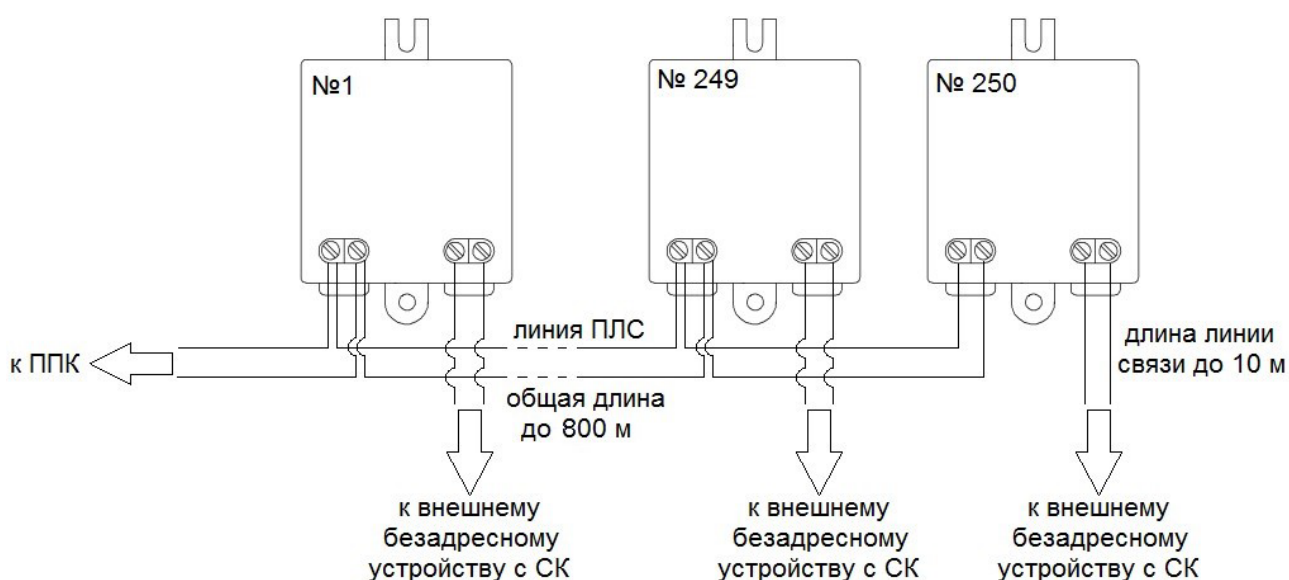 №1
№ 249
№ 250
линия ПЛС
к ППК
общая длина
до 800 м
длина линии
связи до 10 м
к внешнему
безадресному
устройству с СК
к внешнему
безадресному
устройству с СК
к внешнему
безадресному
устройству с СК